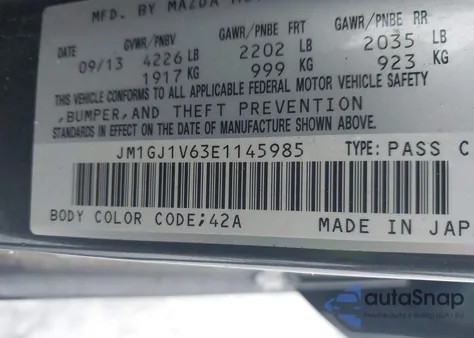 MFD. BY MAZDA
DATE GVWR/PNBV GAWR/PNBE FRT GAWR/PNBE RR
09/13 4226 LB 2202 LB 2035 LB
1917 KG 999 KG 923 KG
THIS VEHICLE CONFORMS TO ALL APPLICABLE FEDERAL MOTOR VEHICLE SAFETY
,BUMPER,AND THEFT PREVENTION
STANDARDS IN EFFECT ON THE DATE OF MANUFACTURE SHOWN ABOVE.
JM1GJ1V63E1145985 TYPE: PASS C
BODY COLOR CODE;42A MADE IN JAP
autoSnap